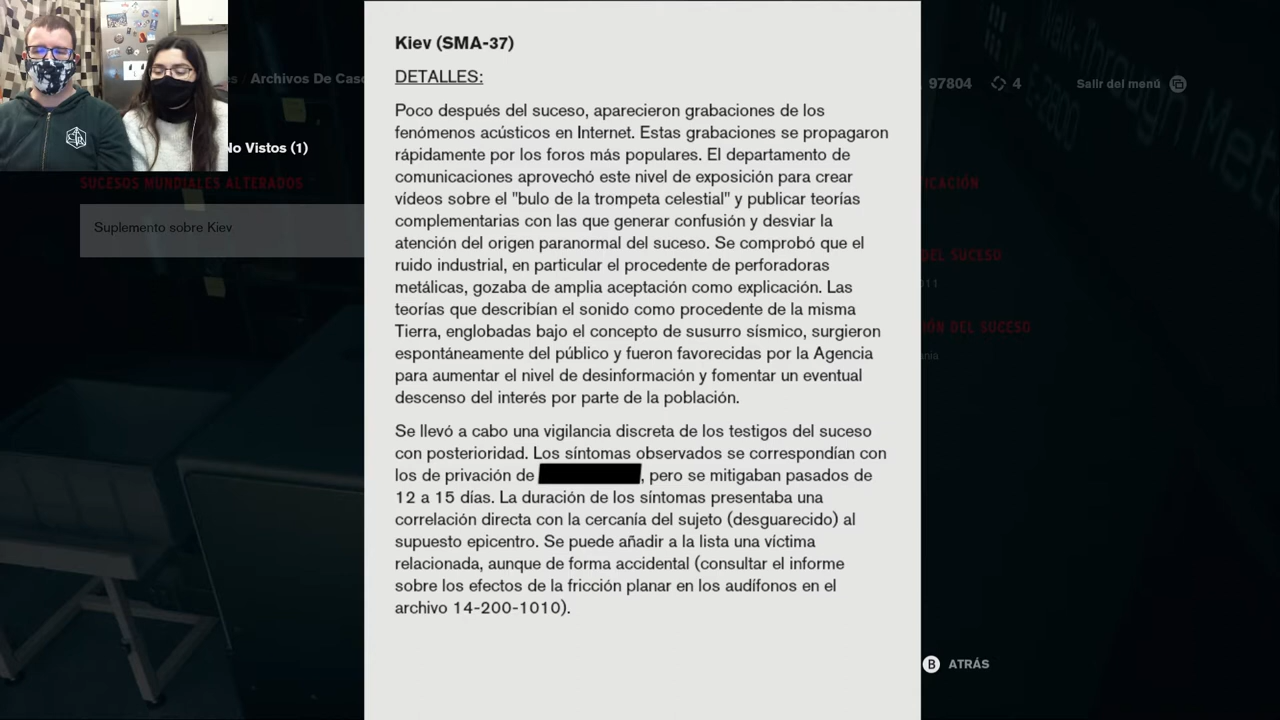 Kiev (SMA-37)
DETALLES:
Poco después del suceso, aparecieron grabaciones de los
fenómenos acústicos en Internet. Estas grabaciones se propagaron
rápidamente por los foros más populares. El departamento de
comunicaciones aprovechó este nivel de exposición para crear
vídeos sobre el "bulo de la trompeta celestial" y publicar teorías
complementarias con las que generar confusión y desviar la
atención del origen paranormal del suceso. Se comprobó que el
ruido industrial, en particular el procedente de perforadoras
metálicas, gozaba de amplia aceptación como explicación. Las
teorías que describían el sonido como procedente de la misma
Tierra, englobadas bajo el concepto de susurro sísmico, surgieron
espontáneamente del público y fueron favorecidas por la Agencia
para aumentar el nivel de desinformación y fomentar un eventual
descenso del interés por parte de la población.
Se llevó a cabo una vigilancia discreta de los testigos del suceso
con posterioridad. Los síntomas observados se correspondían con
los de privación de , pero se mitigaban pasados de
12 a 15 días. La duración de los síntomas presentaba una
correlación directa con la cercanía del sujeto (desguarecido) al
supuesto epicentro. Se puede añadir a la lista una víctima
relacionada, aunque de forma accidental (consultar el informe
sobre los efectos de la fricción planar en los audífonos en el
archivo 14-200-1010).
Archivos De Caso
No Vistos (1)
SUCESOS MUNDIALES ALTERADOS
Suplemento sobre Kiev
97804
4
Salir del menú
DEL SUCESO
DEL SUCESO
B ATRÁS
Walk-Through Met